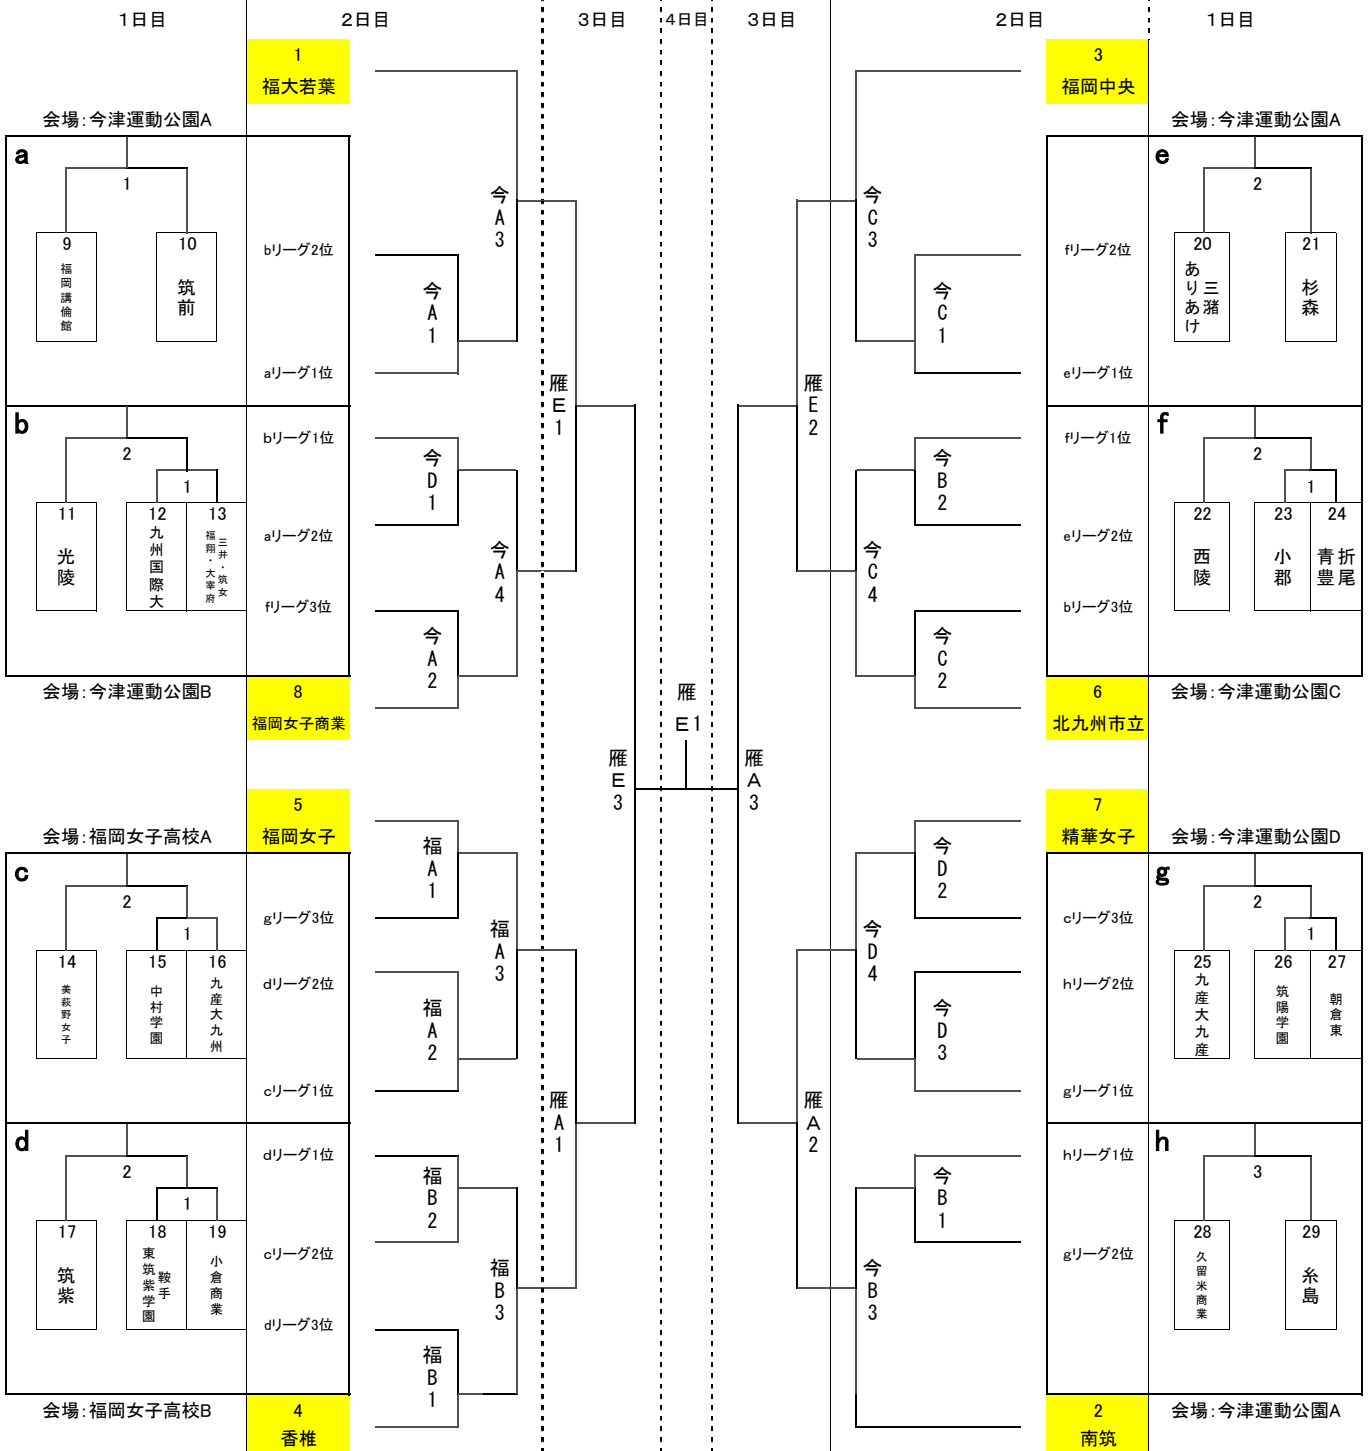 1日目
2日目
3日目
4日目
3日目
2日目
1日目
1
福大若葉
3
福岡中央
会場：今津運動公園A
会場：今津運動公園A
a
1
9
福岡講倫館
10
筑前
bリーグ2位
aリーグ1位
今A3
今A1
b
2
1
11
光陵
12
九州国際大
13
三井・筑女
福翔・大宰府
bリーグ1位
aリーグ2位
fリーグ3位
今D1
今A4
今A2
雁E1
会場：今津運動公園B
8
福岡女子商業
5
福岡女子
会場：福岡女子高校A
c
2
1
14
美萩野女子
15
中村学園
16
九産大九州
gリーグ3位
dリーグ2位
cリーグ1位
福A1
福A3
福A2
d
2
1
17
筑紫
18
鞍手
東筑紫学園
19
小倉商業
dリーグ1位
cリーグ2位
dリーグ3位
福B2
福B3
福B1
雁A1
会場：福岡女子高校B
4
香椎
雁E3
雁
E1
雁A3
e
2
20
三潴
ありあけ
21
杉森
fリーグ2位
eリーグ1位
今C3
今C1
雁E2
f
2
1
22
西陵
23
小郡
24
折尾
青豊
fリーグ1位
eリーグ2位
bリーグ3位
今B2
今C4
今C2
6
北九州市立
会場：今津運動公園C
7
精華女子
会場：今津運動公園D
g
2
1
25
九産大九産
26
筑陽学園
27
朝倉東
cリーグ3位
hリーグ2位
gリーグ1位
今D2
今D4
今D3
雁A2
h
3
28
久留米商業
29
糸島
hリーグ1位
gリーグ2位
今B1
今B3
2
南筑
会場：今津運動公園A